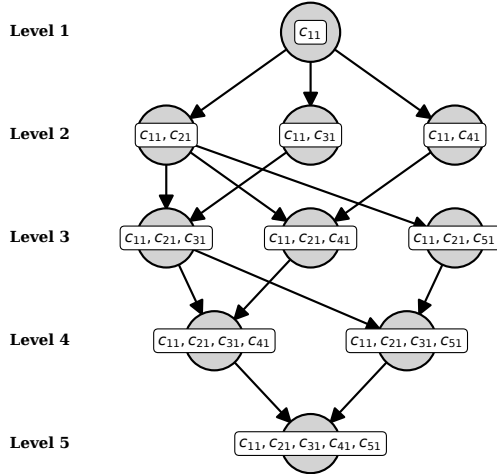 Level 1
c₁₁
Level 2
c₁₁, c₂₁
c₁₁, c₃₁
c₁₁, c₄₁
Level 3
c₁₁, c₂₁, c₃₁
c₁₁, c₂₁, c₄₁
c₁₁, c₂₁, c₅₁
Level 4
c₁₁, c₂₁, c₃₁, c₄₁
c₁₁, c₂₁, c₃₁, c₅₁
Level 5
c₁₁, c₂₁, c₃₁, c₄₁, c₅₁